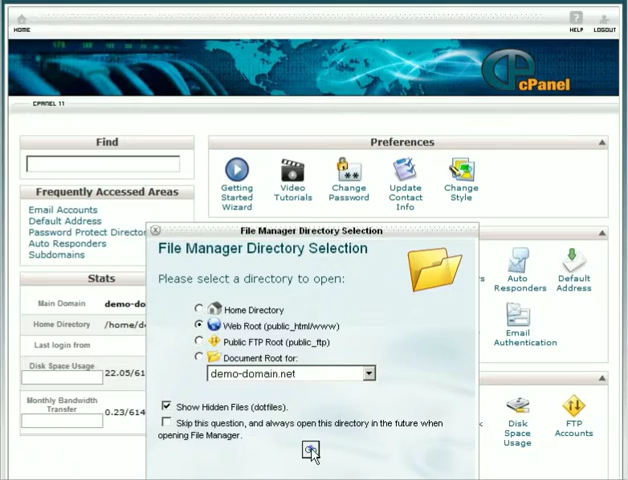 HOME
HELP
LOGOUT
cPanel
CPANEL 11
Find
Preferences
Getting Started Wizard
Video Tutorials
Change Password
Update Contact Info
Change Style
Frequently Accessed Areas
Email Accounts
Default Address
Password Protect Director
Auto Responders
Subdomains
Stats
Main Domain demo-do
Home Directory /home/d
Last login from
Disk Space Usage 22.05/61
Monthly Bandwidth Transfer 0.23/614
File Manager Directory Selection
File Manager Directory Selection
Please select a directory to open:
Home Directory
Web Root (public_html/www)
Public FTP Root (public_ftp)
Document Root for:
demo-domain.net
Show Hidden Files (dotfiles).
Skip this question, and always open this directory in the future when
opening File Manager.
Auto Responders
Default Address
Email Authentication
Disk Space Usage
FTP Accounts